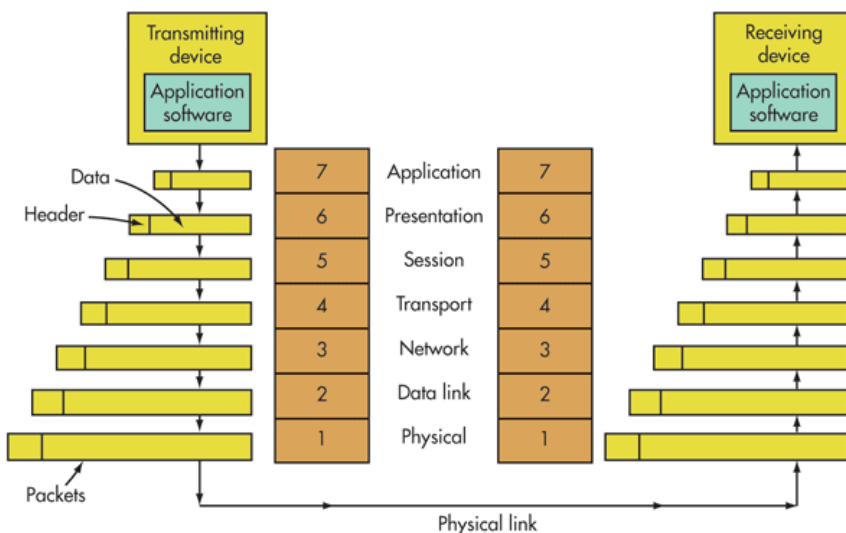 Transmitting
device
Application
software
Receiving
device
Application
software
Data
Header
7 Application 7
6 Presentation 6
5 Session 5
4 Transport 4
3 Network 3
2 Data link 2
1 Physical 1
Packets
Physical link